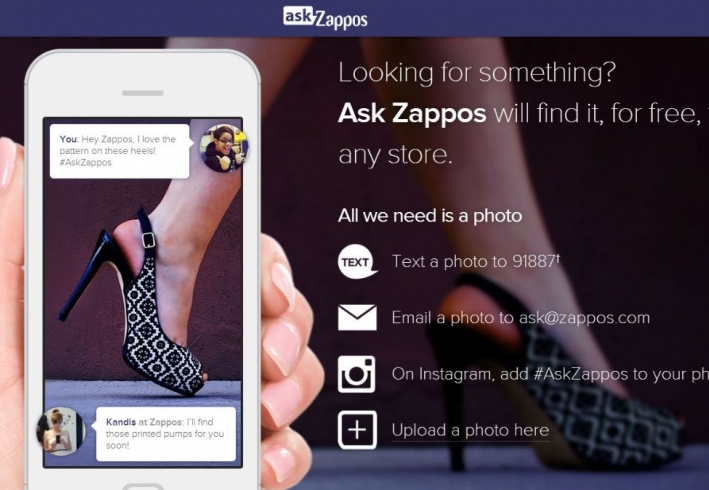 askZappos
Looking for something?
Ask Zappos will find it, for free,
any store.
All we need is a photo
TEXT Text a photo to 91887†
Email a photo to ask@zappos.com
On Instagram, add #AskZappos to your ph
Upload a photo here
You: Hey Zappos, I love the
pattern on these heels!
#AskZappos
Kandis at Zappos: I'll find
those printed pumps for you
soon!